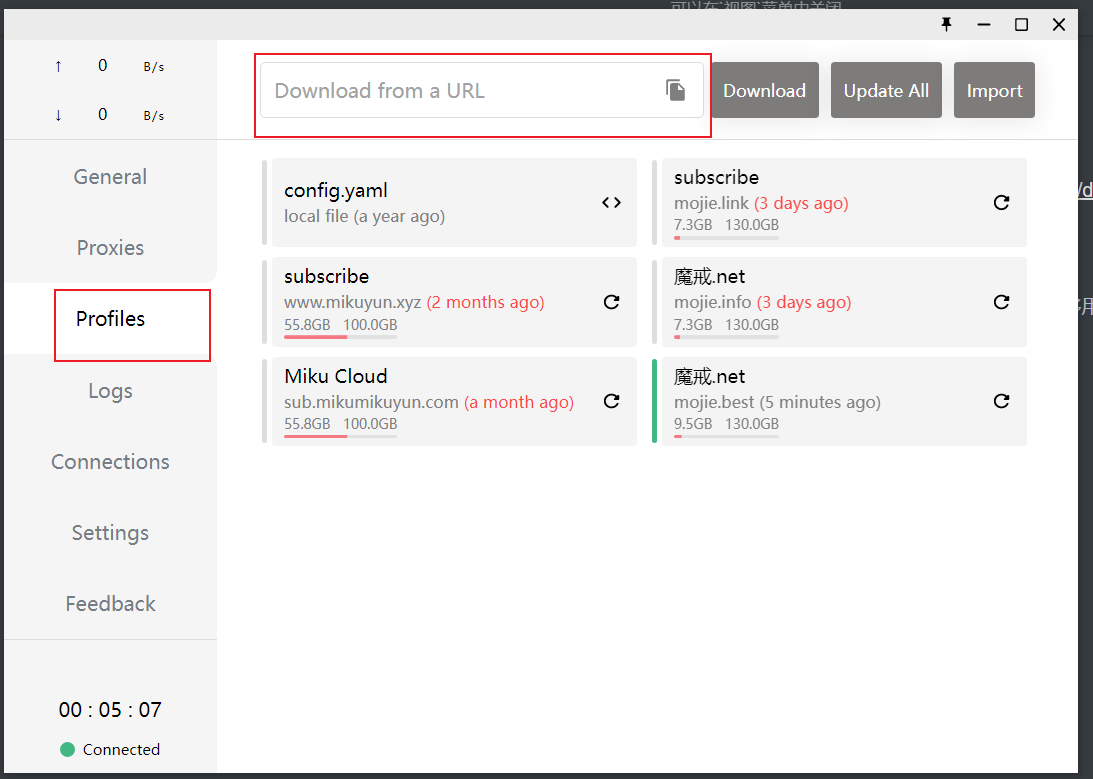 可以在‘视图’菜单中关闭
↑ 0 B/s
↓ 0 B/s
General
Proxies
Profiles
Logs
Connections
Settings
Feedback
00 : 05 : 07
Connected
Download from a URL
Download
Update All
Import
config.yaml
local file (a year ago)
subscribe
mojie.link (3 days ago)
7.3GB 130.0GB
subscribe
www.mikuyun.xyz (2 months ago)
55.8GB 100.0GB
魔戒.net
mojie.info (3 days ago)
7.3GB 130.0GB
Miku Cloud
sub.mikumikuyun.com (a month ago)
55.8GB 100.0GB
魔戒.net
mojie.best (5 minutes ago)
9.5GB 130.0GB
/d